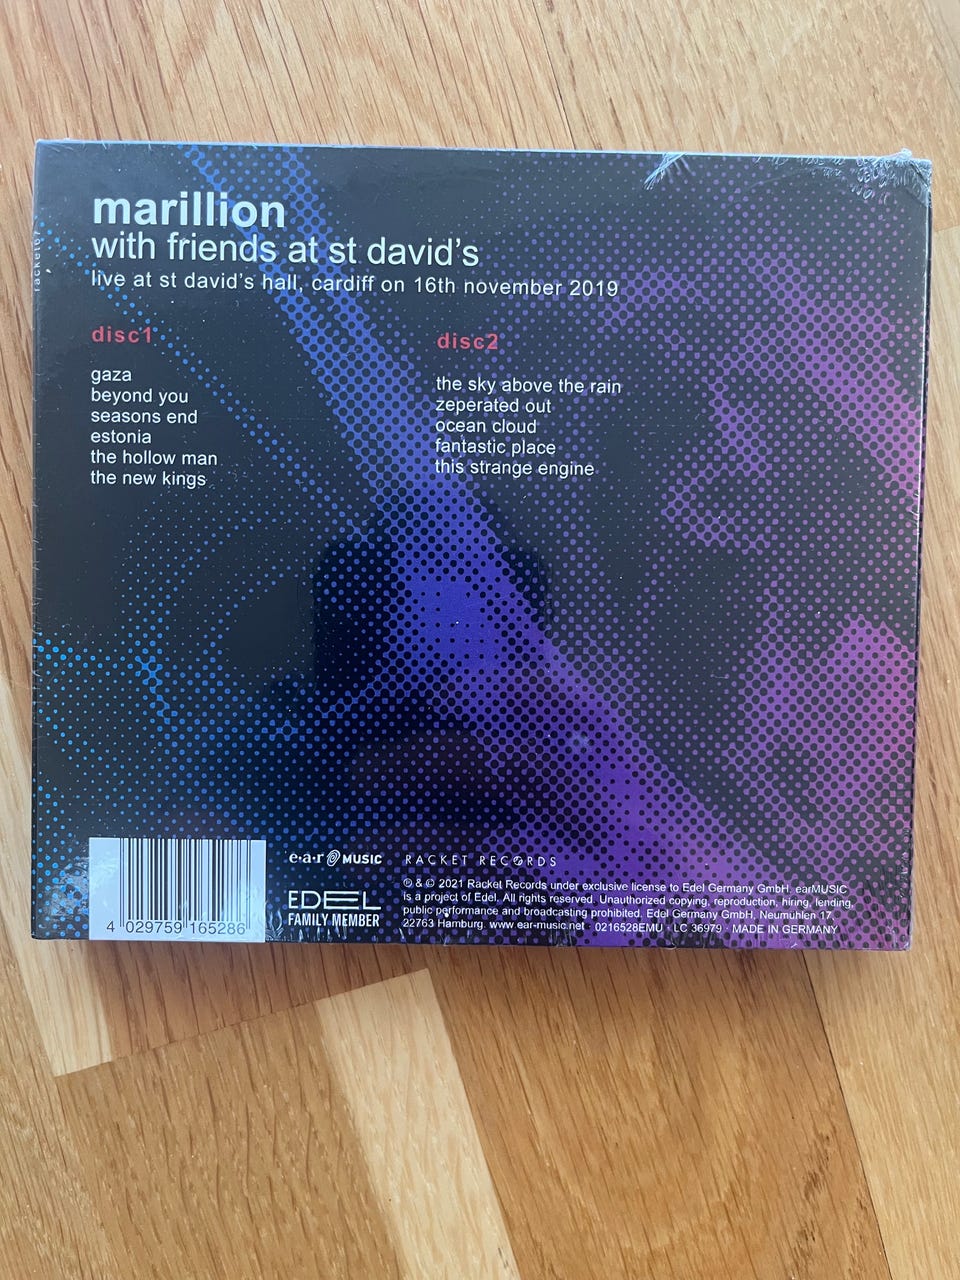 marillion
with friends at st david's
live at st david's hall, cardiff on 16th november 2019
disc1
gaza
beyond you
seasons end
estonia
the hollow man
the new kings
disc2
the sky above the rain
zeperated out
ocean cloud
fantastic place
this strange engine
racket67
4 029759 165286
e·a·r MUSIC
RACKET RECORDS
EDEL
FAMILY MEMBER
℗ & © 2021 Racket Records under exclusive license to Edel Germany GmbH. earMUSIC
is a project of Edel. All rights reserved. Unauthorized copying, reproduction, hiring, lending,
public performance and broadcasting prohibited. Edel Germany GmbH, Neumühlen 17,
22763 Hamburg. www.ear-music.net · 0216528EMU · LC 36979 · MADE IN GERMANY